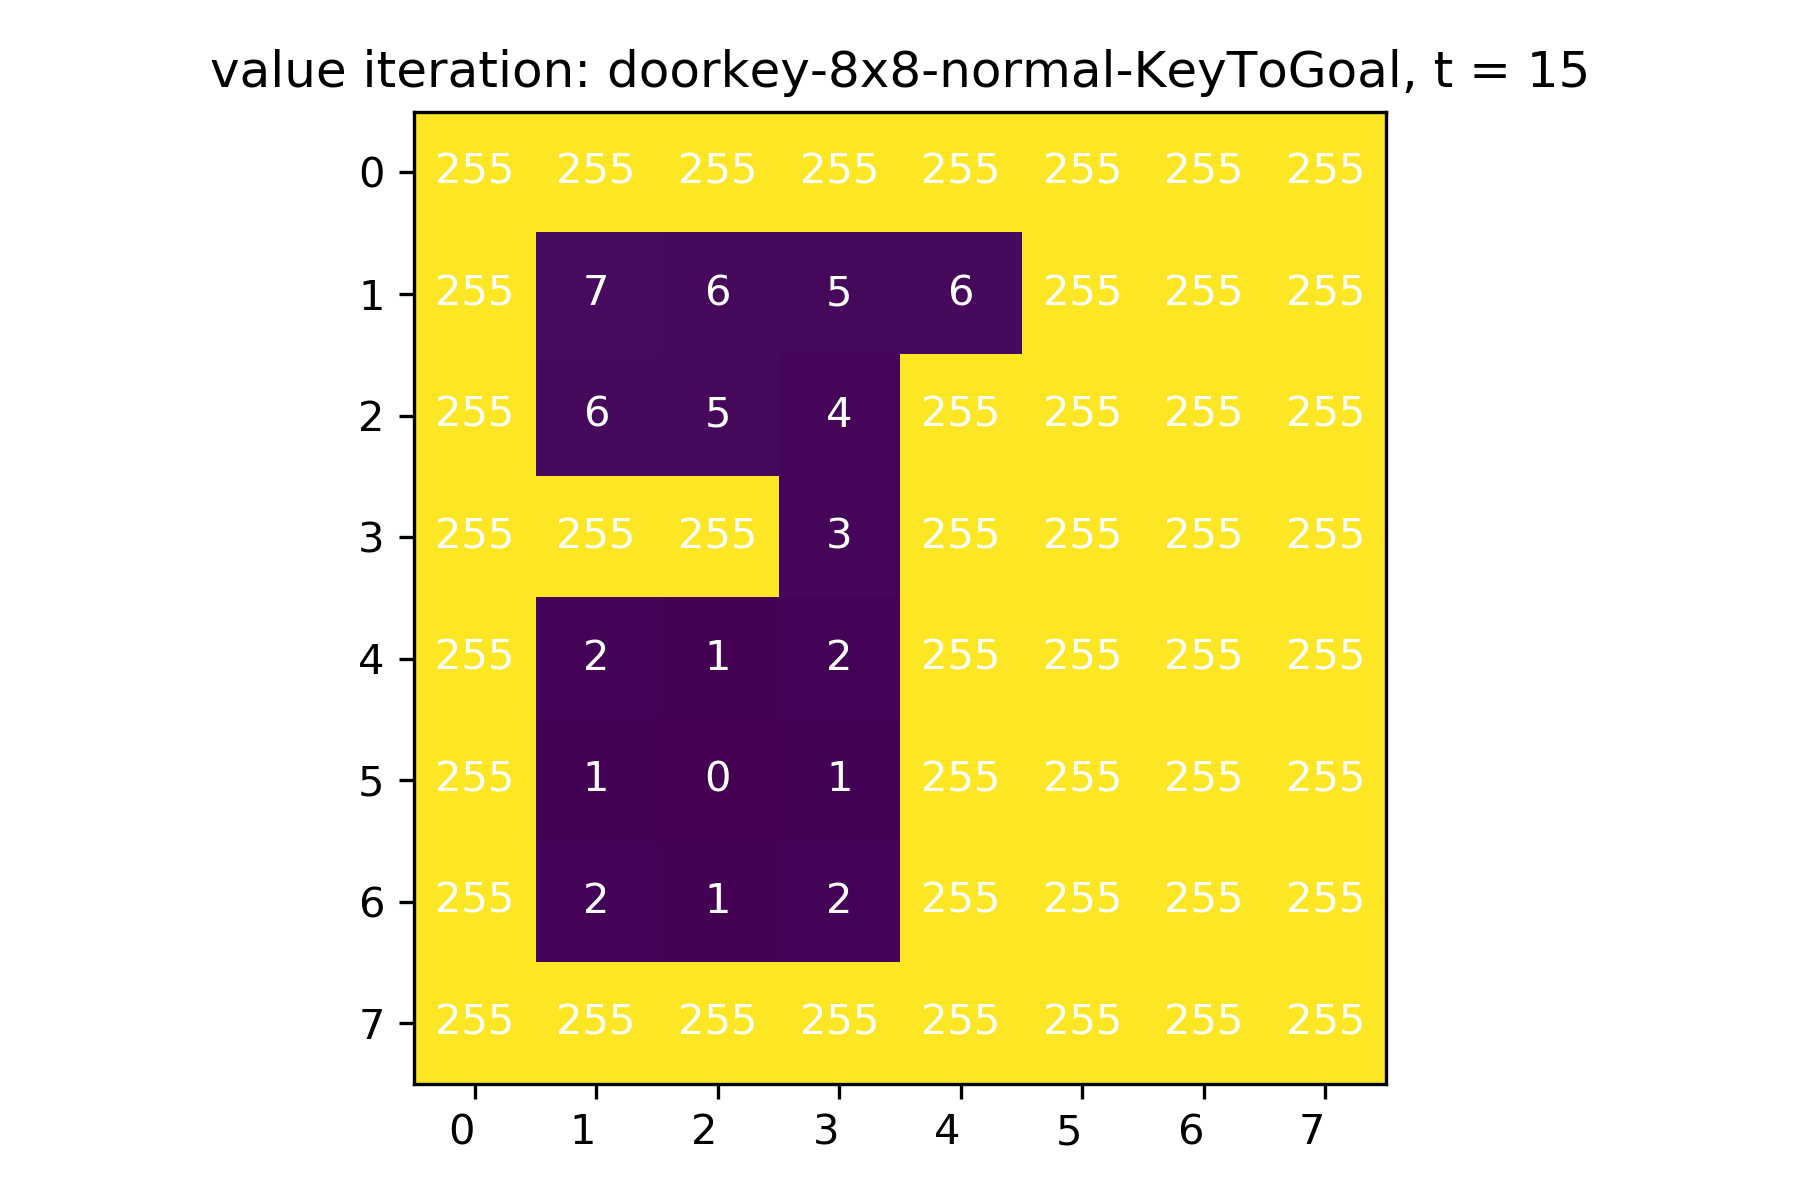 value iteration: doorkey-8x8-normal-KeyToGoal, t = 15
0 255 255 255 255 255 255 255 255
1 255 7 6 5 6 255 255 255
2 255 6 5 4 255 255 255 255
3 255 255 255 3 255 255 255 255
4 255 2 1 2 255 255 255 255
5 255 1 0 1 255 255 255 255
6 255 2 1 2 255 255 255 255
7 255 255 255 255 255 255 255 255
0 1 2 3 4 5 6 7